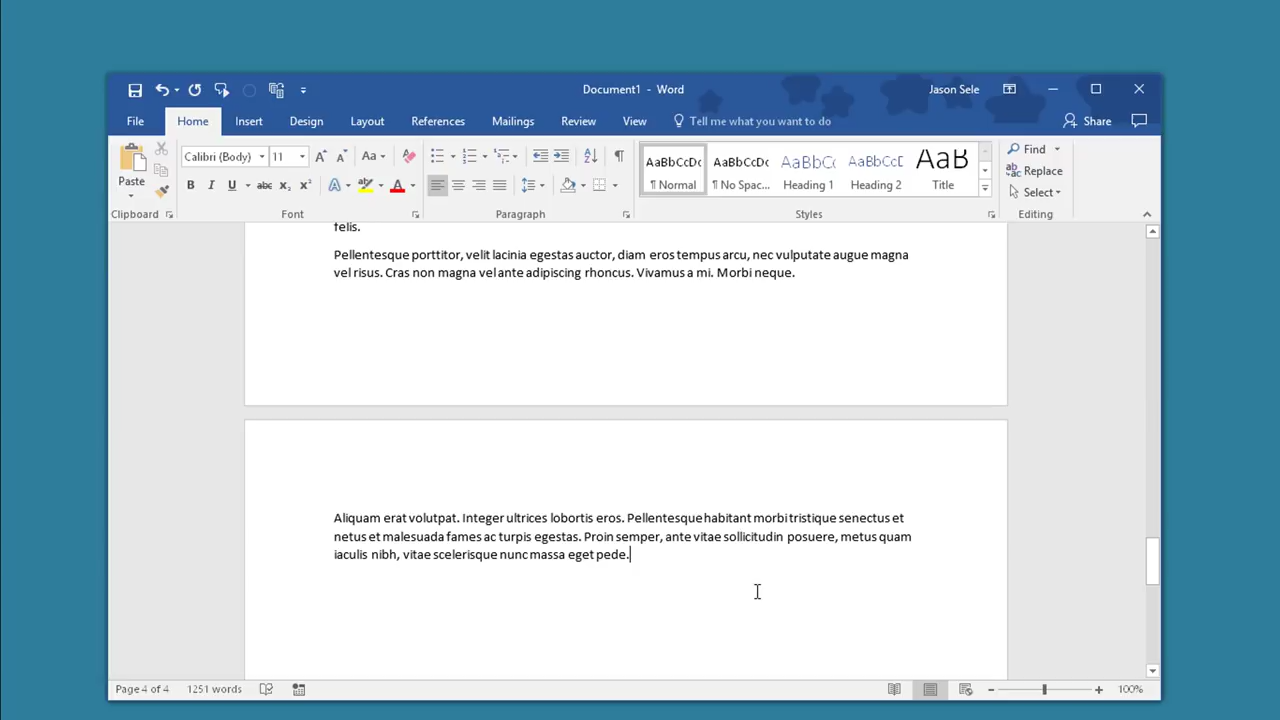 Document1 - Word
Jason Sele
File Home Insert Design Layout References Mailings Review View Tell me what you want to do Share
Calibri (Body) 11 Aa
Paste
B I U abc X₂ X² A aby A
AaBbCcDc AaBbCcDc AaBbCc AaBbCcD AaB
¶ Normal ¶ No Spac... Heading 1 Heading 2 Title
Find
Replace
Select
Clipboard Font Paragraph Styles Editing
felis.
Pellentesque porttitor, velit lacinia egestas auctor, diam eros tempus arcu, nec vulputate augue magna
vel risus. Cras non magna vel ante adipiscing rhoncus. Vivamus a mi. Morbi neque.
Aliquam erat volutpat. Integer ultrices lobortis eros. Pellentesque habitant morbi tristique senectus et
netus et malesuada fames ac turpis egestas. Proin semper, ante vitae sollicitudin posuere, metus quam
iaculis nibh, vitae scelerisque nunc massa eget pede.
Page 4 of 4 1251 words 100%